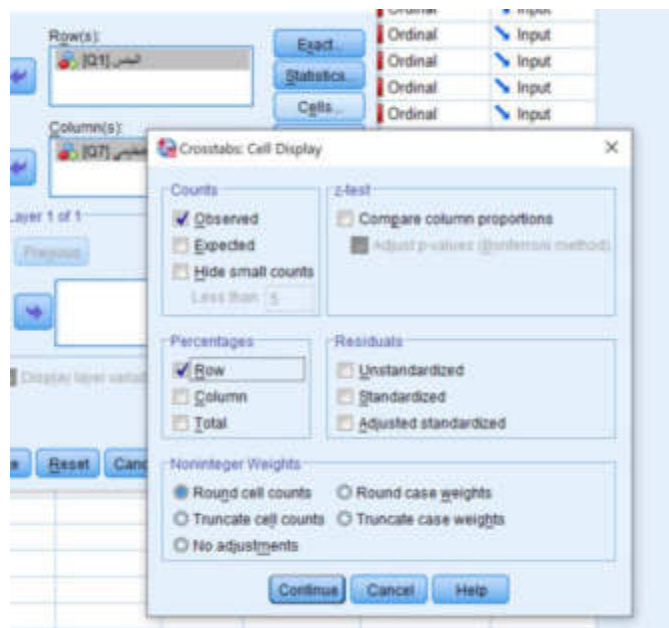 Ordinal Input
Row(s):
Exact...
Ordinal Input
[Q1] الجنس
Statistics...
Ordinal Input
Ordinal Input
Cells...
Ordinal Input
Column(s):
[Q7]
Crosstabs: Cell Display
Layer 1 of 1
Previous
Counts
Observed
Expected
Hide small counts
Less than 5
z-test
Compare column proportions
Adjust p-values (Bonferroni method)
Percentages
Row
Column
Total
Residuals
Unstandardized
Standardized
Adjusted standardized
Display layer
Reset
Noninteger Weights
Round cell counts Round case weights
Truncate cell counts Truncate case weights
No adjustments
Continue Cancel Help